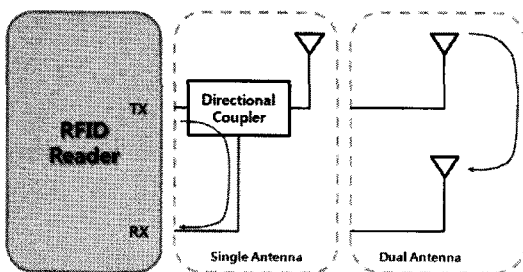 TX
RFID
Reader
RX
Directional
Coupler
Single Antenna
Dual Antenna